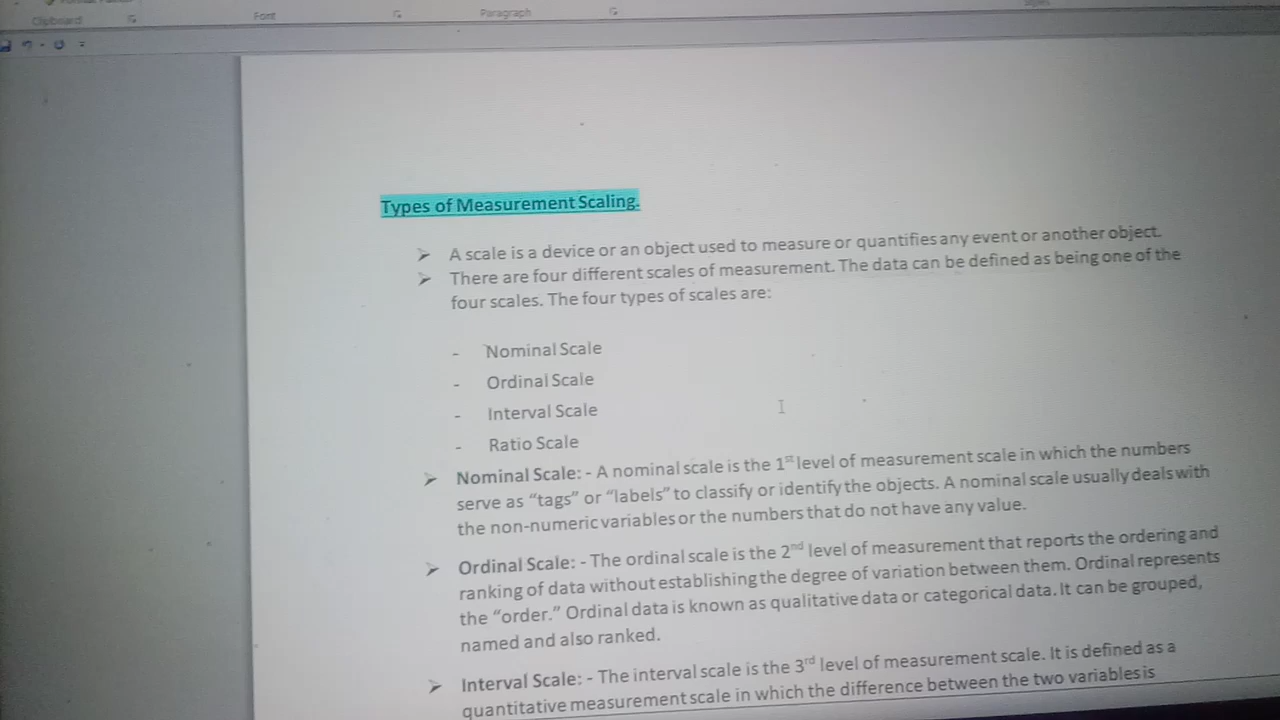 Clipboard
Font
Paragraph
Types of Measurement Scaling.
A scale is a device or an object used to measure or quantifies any event or another object.
There are four different scales of measurement. The data can be defined as being one of the
four scales. The four types of scales are:
- Nominal Scale
- Ordinal Scale
- Interval Scale
- Ratio Scale
Nominal Scale: - A nominal scale is the 1st level of measurement scale in which the numbers
serve as “tags” or “labels” to classify or identify the objects. A nominal scale usually deals with
the non-numeric variables or the numbers that do not have any value.
Ordinal Scale: - The ordinal scale is the 2nd level of measurement that reports the ordering and
ranking of data without establishing the degree of variation between them. Ordinal represents
the “order.” Ordinal data is known as qualitative data or categorical data. It can be grouped,
named and also ranked.
Interval Scale: - The interval scale is the 3rd level of measurement scale. It is defined as a
quantitative measurement scale in which the difference between the two variables is